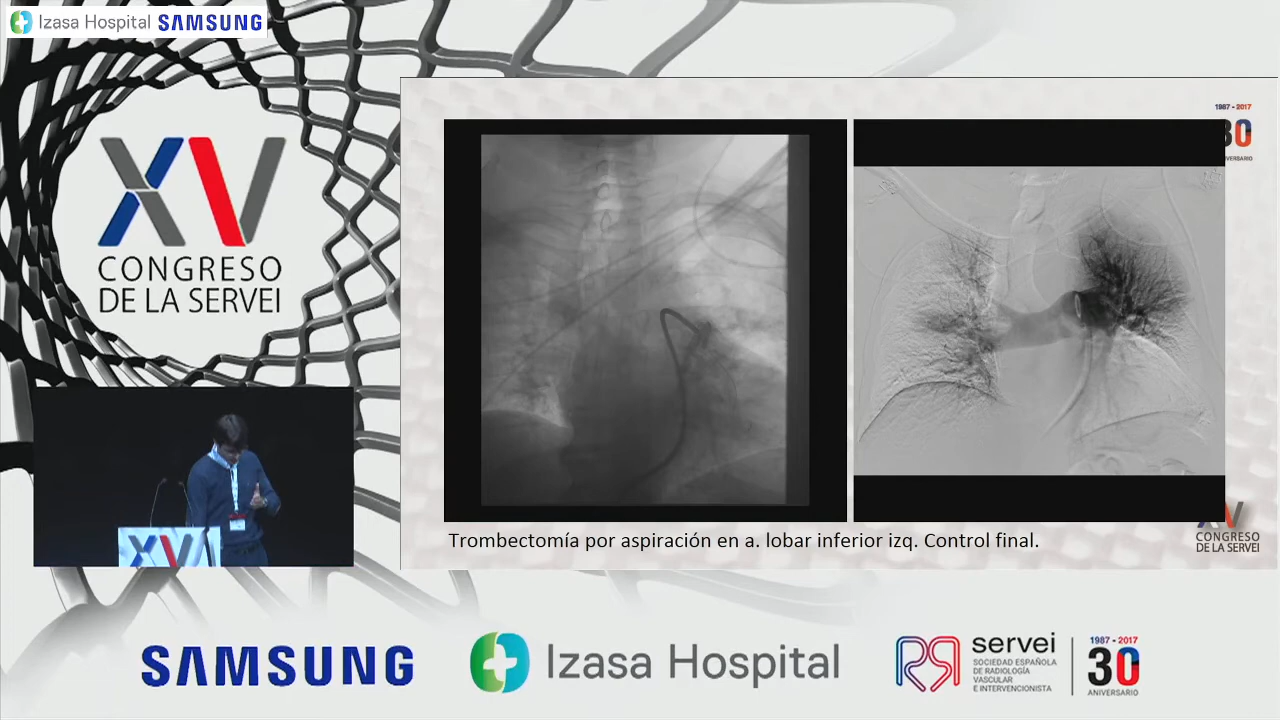 Izasa Hospital SAMSUNG
XV
CONGRESO
DE LA SERVEI
1987 - 2017
30
ANIVERSARIO
Trombectomía por aspiración en a. lobar inferior izq. Control final.
XV
CONGRESO
DE LA SERVEI
XV
SAMSUNG
Izasa Hospital
servei
SOCIEDAD ESPAÑOLA
DE RADIOLOGÍA
VASCULAR
E INTERVENCIONISTA
1987 - 2017
30
ANIVERSARIO